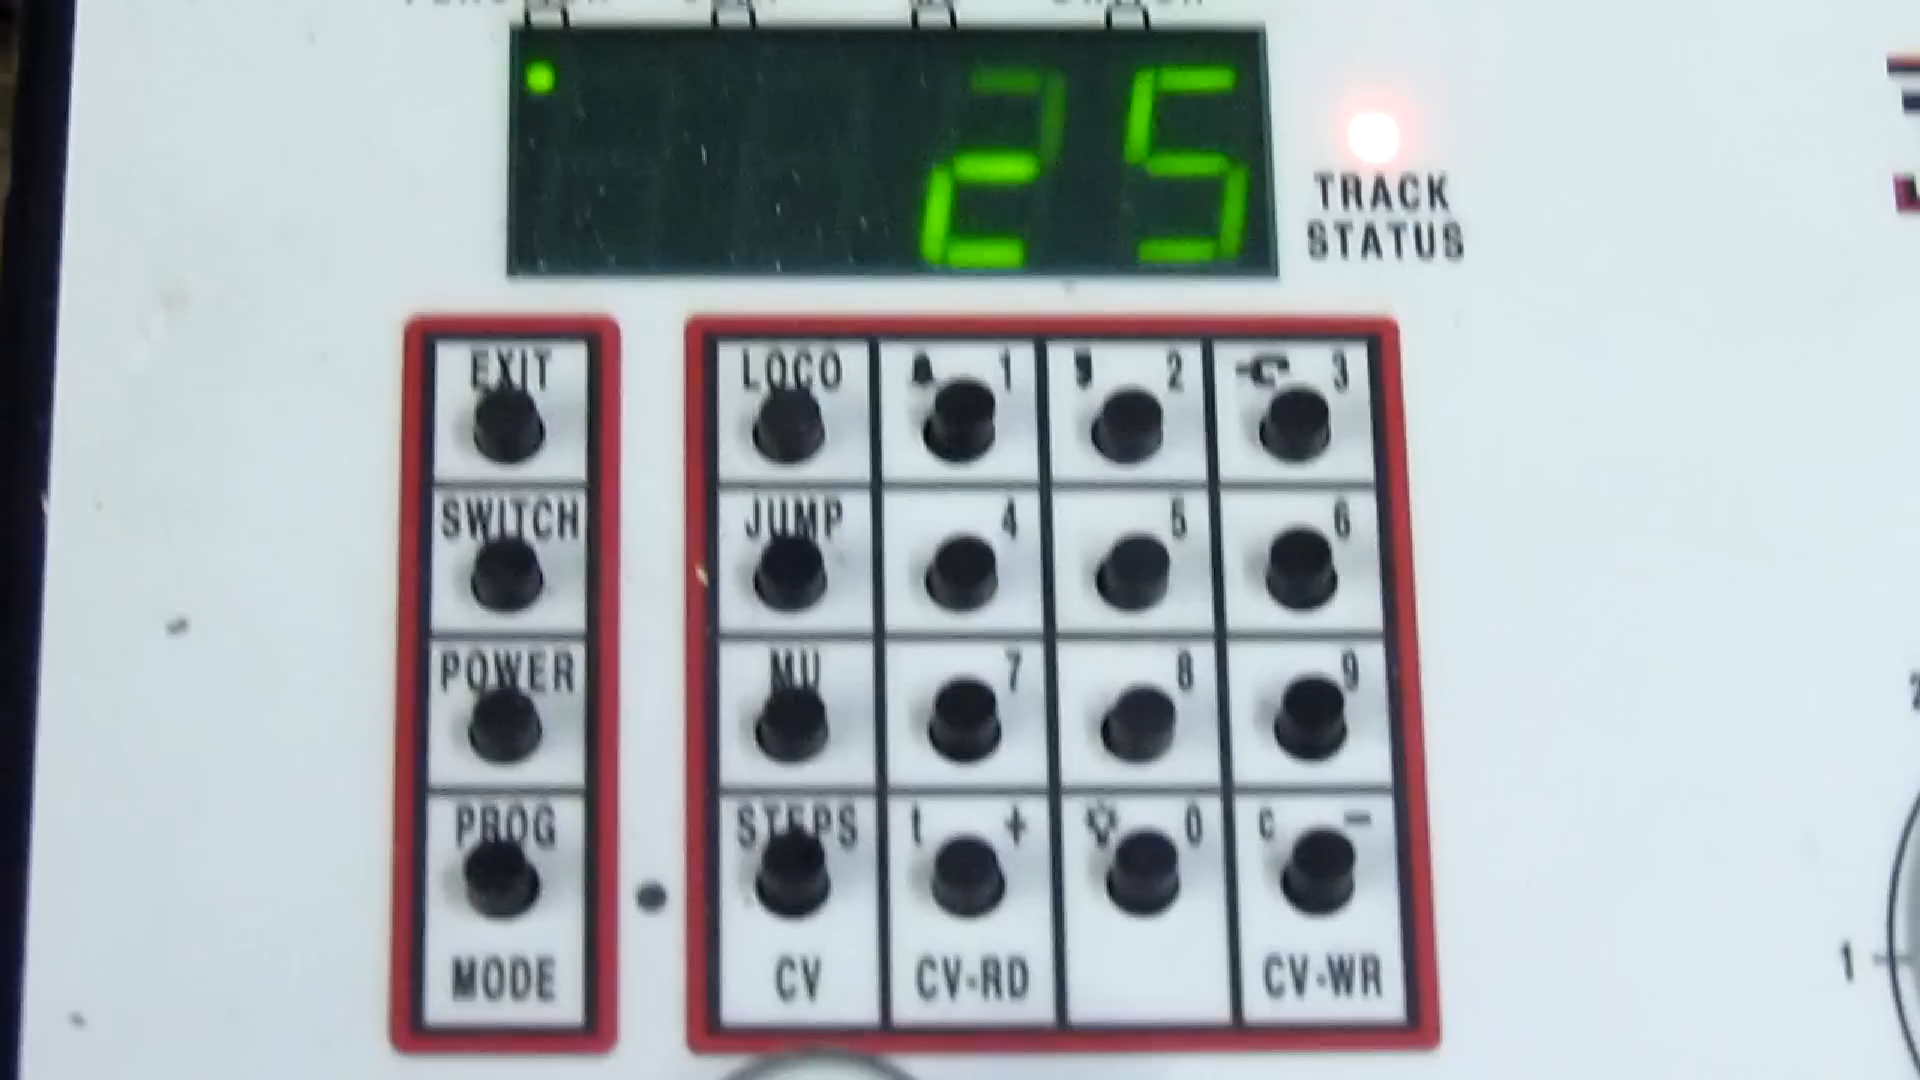 25
TRACK
STATUS
EXIT
LOCO 1 2 3
SWITCH
JUMP 4 5 6
POWER
MU 7 8 9
PROG
STEPS t + 0 c −
MODE
CV CV-RD CV-WR
1